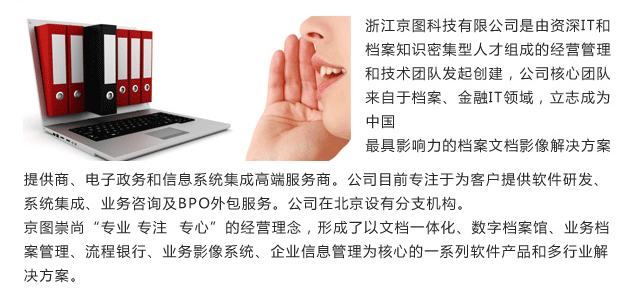 浙江京图科技有限公司是由资深IT和
档案知识密集型人才组成的经营管理
和技术团队发起创建，公司核心团队
来自于档案、金融IT领域，立志成为
中国
最具影响力的档案文档影像解决方案
提供商、电子政务和信息系统集成高端服务商。公司目前专注于为客户提供软件研发、
系统集成、业务咨询及BPO外包服务。公司在北京设有分支机构。
京图崇尚“专业 专注  专心”的经营理念，形成了以文档一体化、数字档案馆、业务档
案管理、流程银行、业务影像系统、企业信息管理为核心的一系列软件产品和多行业解
决方案。